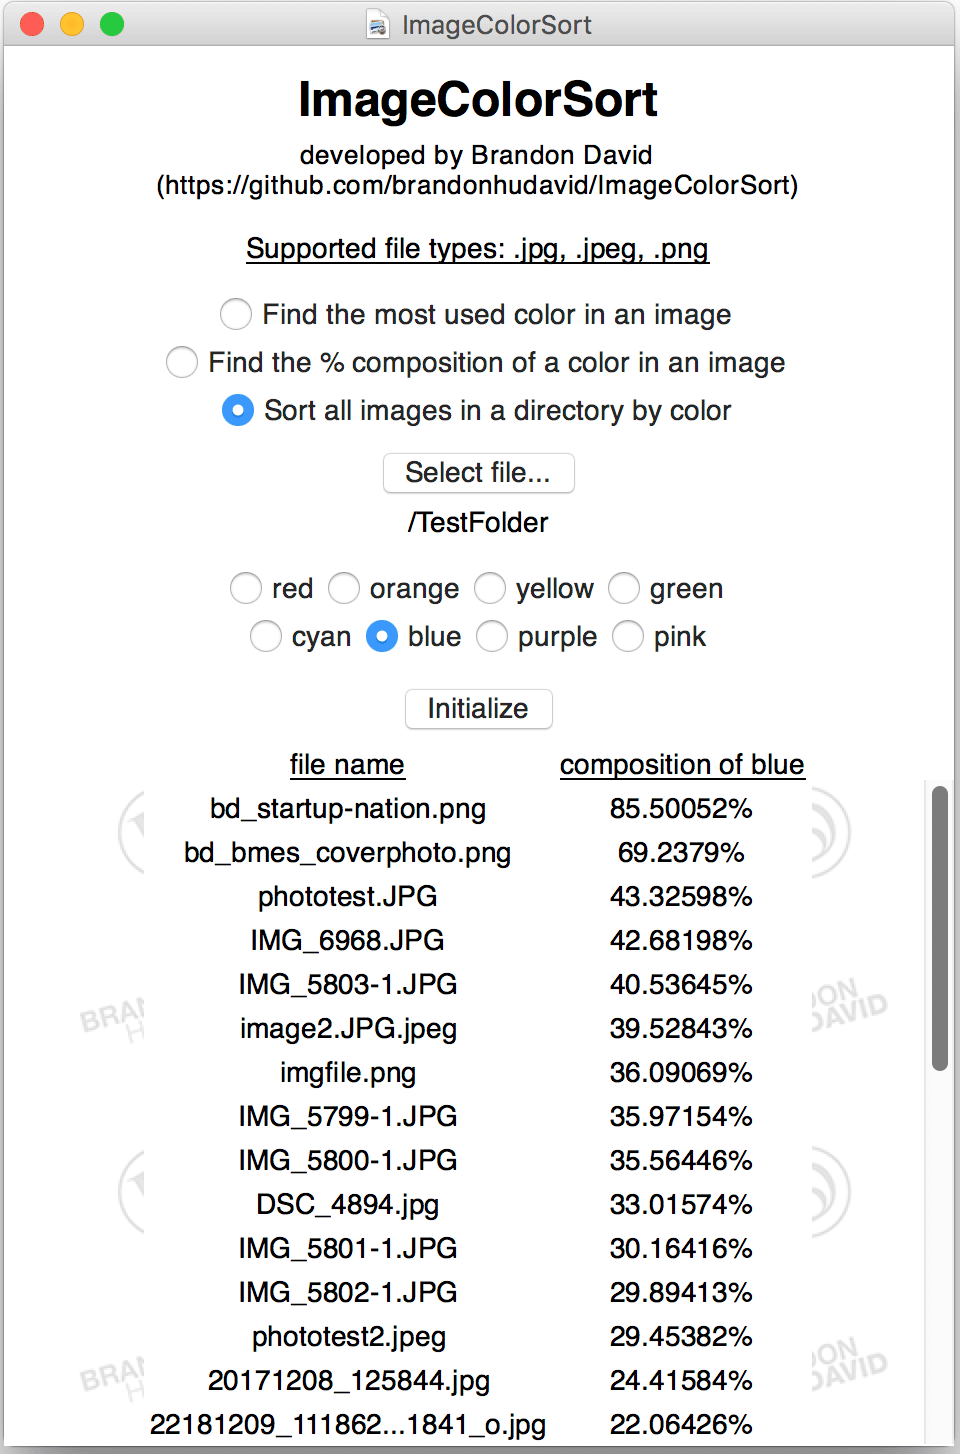 ImageColorSort
ImageColorSort
developed by Brandon David
(https://github.com/brandonhudavid/ImageColorSort)
Supported file types: .jpg, .jpeg, .png
Find the most used color in an image
Find the % composition of a color in an image
Sort all images in a directory by color
Select file...
/TestFolder
red orange yellow green
cyan blue purple pink
Initialize
file name composition of blue
bd_startup-nation.png 85.50052%
bd_bmes_coverphoto.png 69.2379%
phototest.JPG 43.32598%
IMG_6968.JPG 42.68198%
IMG_5803-1.JPG 40.53645%
image2.JPG.jpeg 39.52843%
imgfile.png 36.09069%
IMG_5799-1.JPG 35.97154%
IMG_5800-1.JPG 35.56446%
DSC_4894.jpg 33.01574%
IMG_5801-1.JPG 30.16416%
IMG_5802-1.JPG 29.89413%
phototest2.jpeg 29.45382%
20171208_125844.jpg 24.41584%
22181209_111862...1841_o.jpg 22.06426%